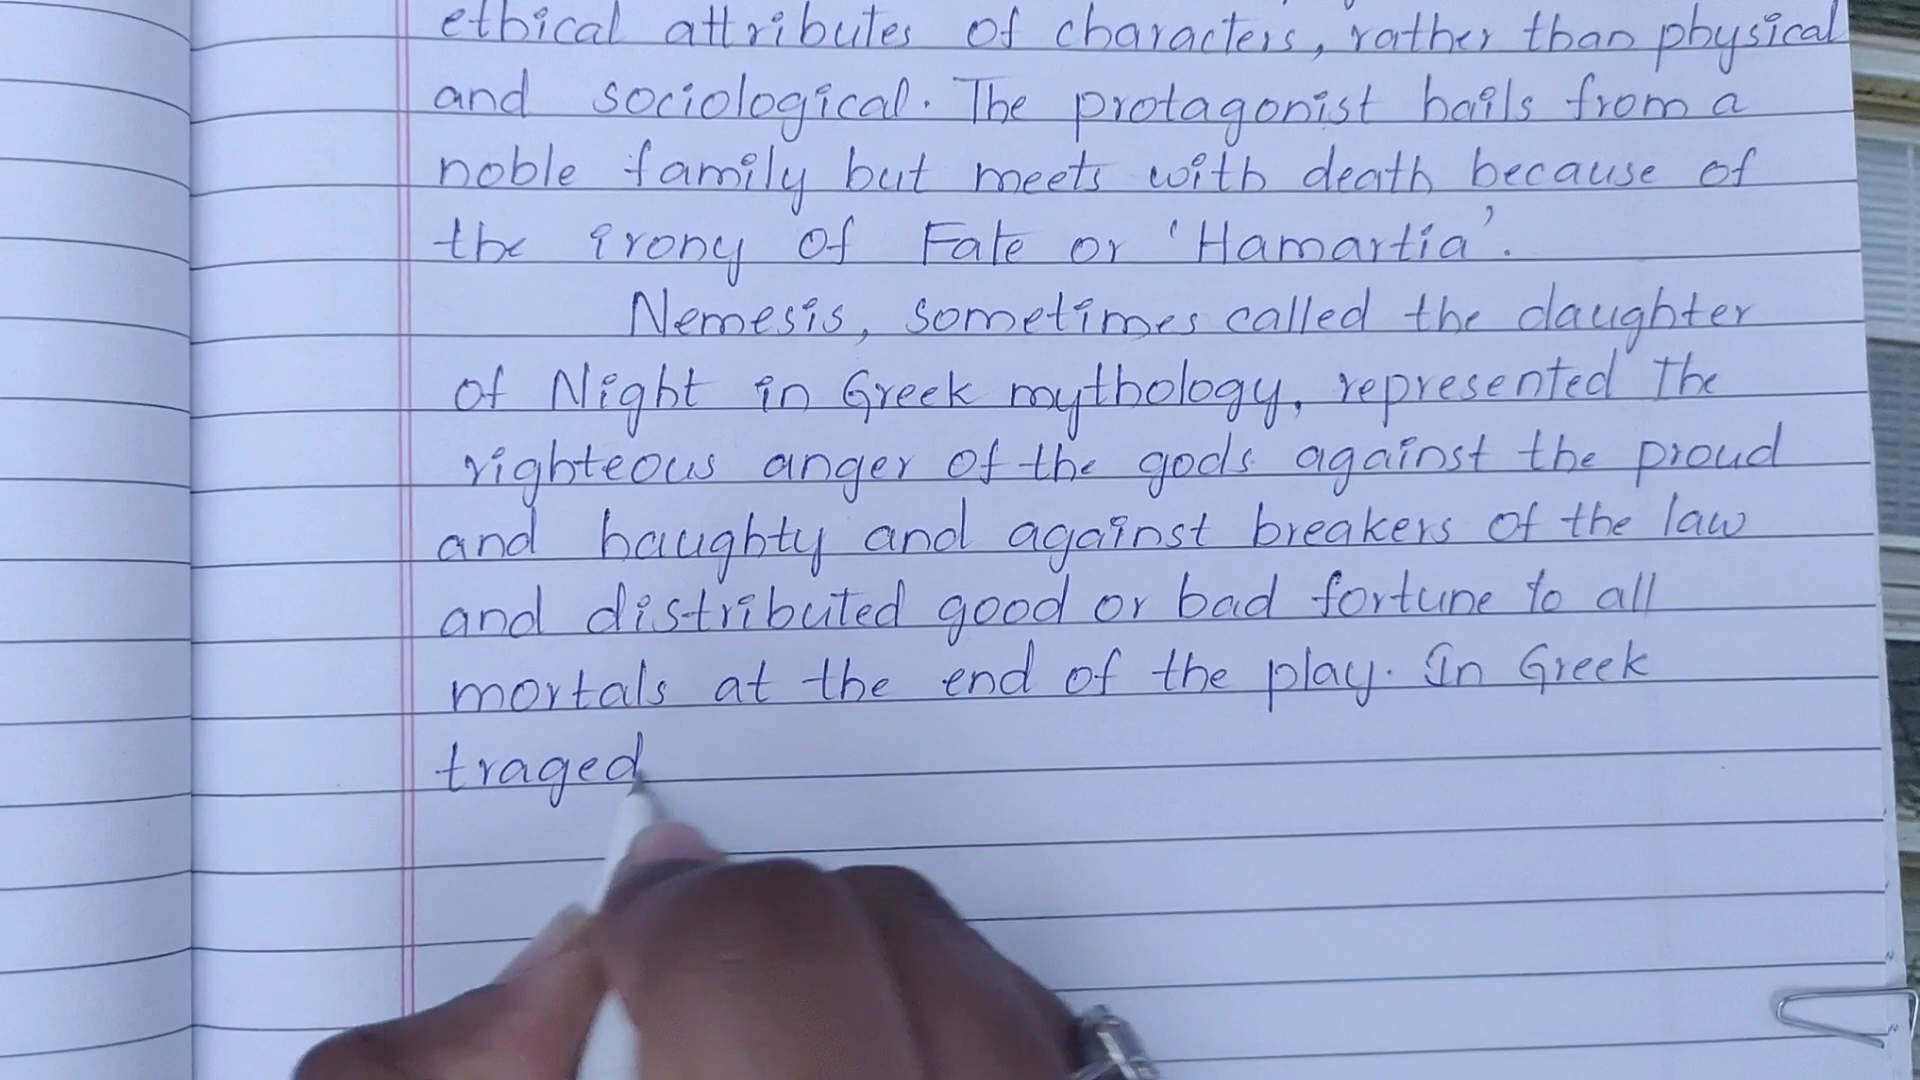 ethical attributes of characters, rather than physical
and sociological. The protagonist hails from a
noble family but meets with death because of
the irony of Fate or 'Hamartia'.
Nemesis, sometimes called the daughter
of Night in Greek mythology, represented The
righteous anger of the gods against the proud
and haughty and against breakers of the law
and distributed good or bad fortune to all
mortals at the end of the play. In Greek
traged